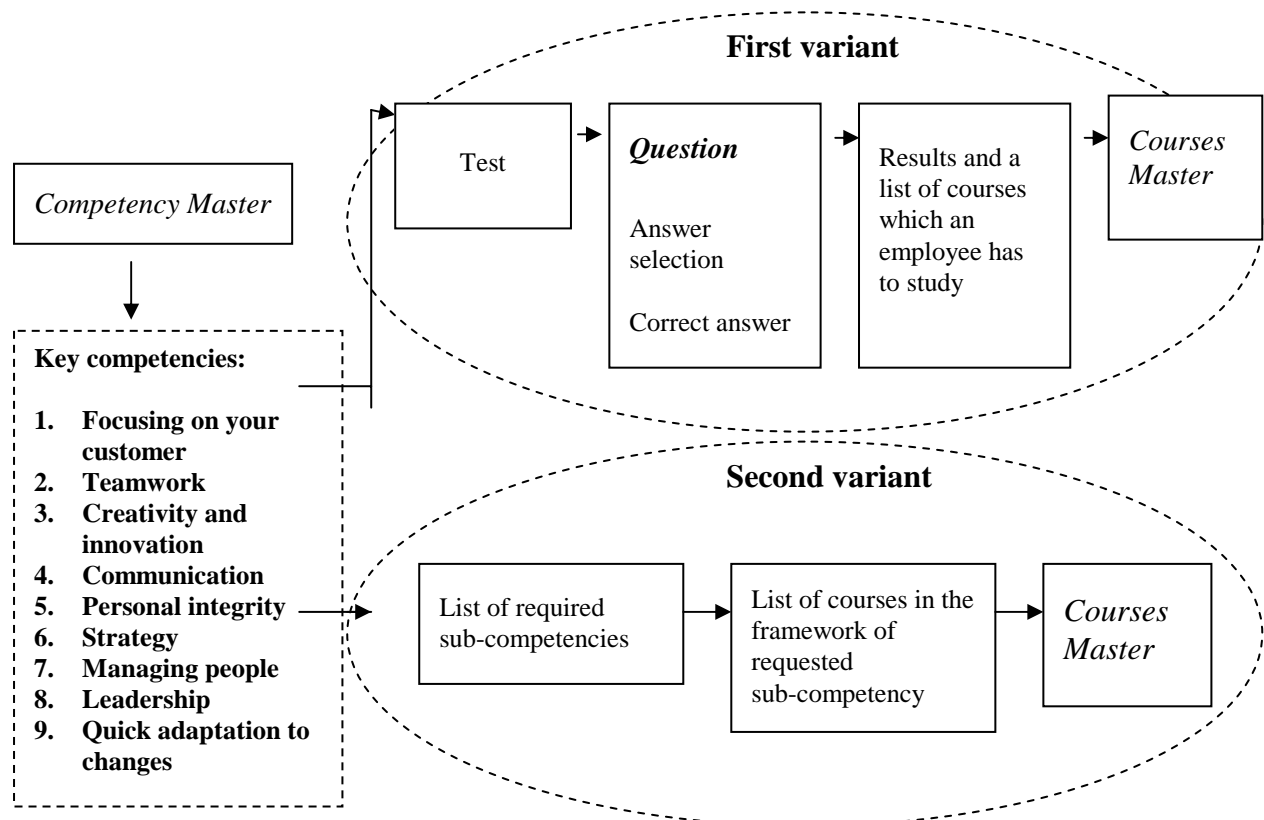 First variant
Test
Question
Answer
selection
Correct answer
Results and a
list of courses
which an
employee has
to study
Courses
Master
Competency Master
Key competencies:
1. Focusing on your
customer
2. Teamwork
3. Creativity and
innovation
4. Communication
5. Personal integrity
6. Strategy
7. Managing people
8. Leadership
9. Quick adaptation to
changes
Second variant
List of required
sub-competencies
List of courses in the
framework of
requested
sub-competency
Courses
Master